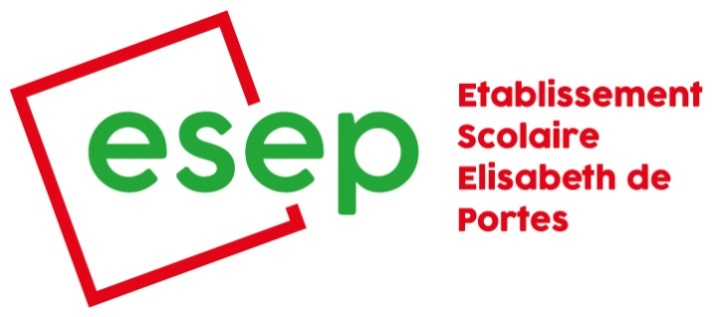 esep
Etablissement
Scolaire
Elisabeth de
Portes